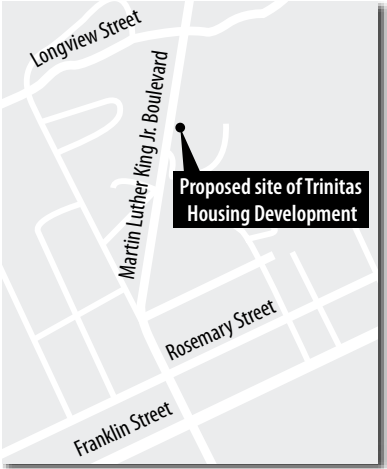 Longview Street
Martin Luther King Jr. Boulevard
Proposed site of Trinitas
Housing Development
Rosemary Street
Franklin Street